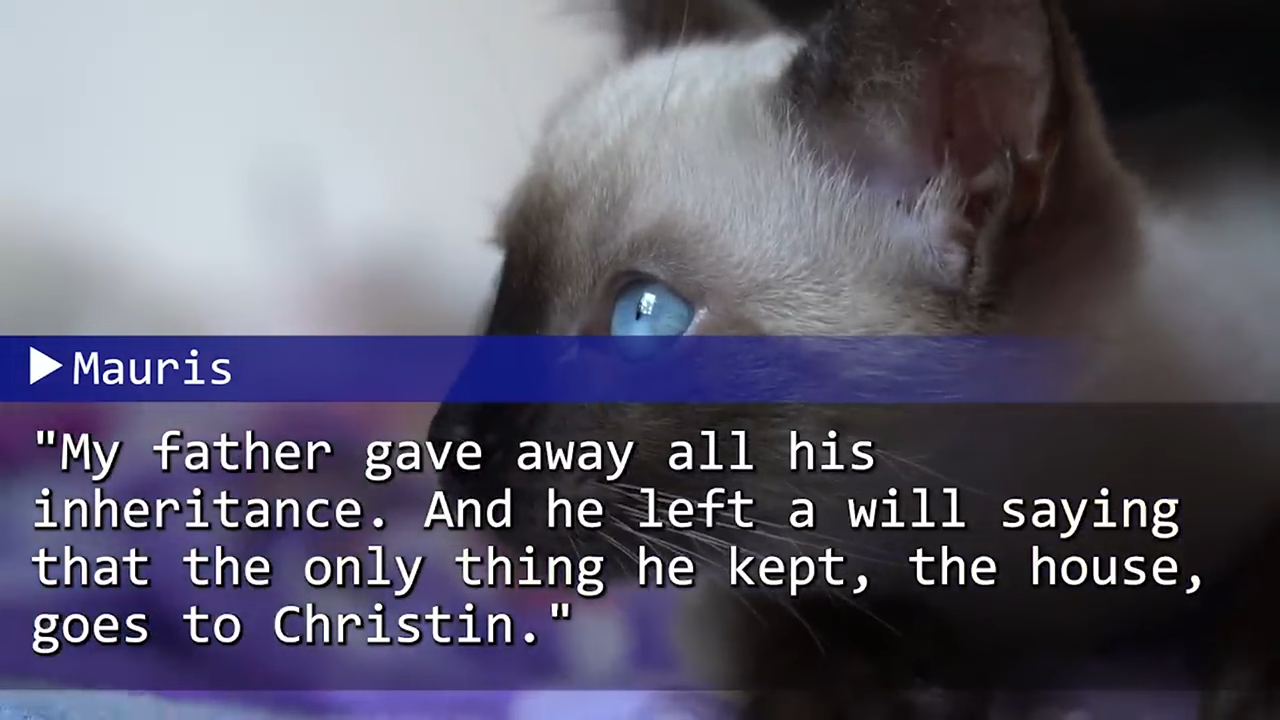 Mauris
"My father gave away all his
inheritance. And he left a will saying
that the only thing he kept, the house,
goes to Christin."